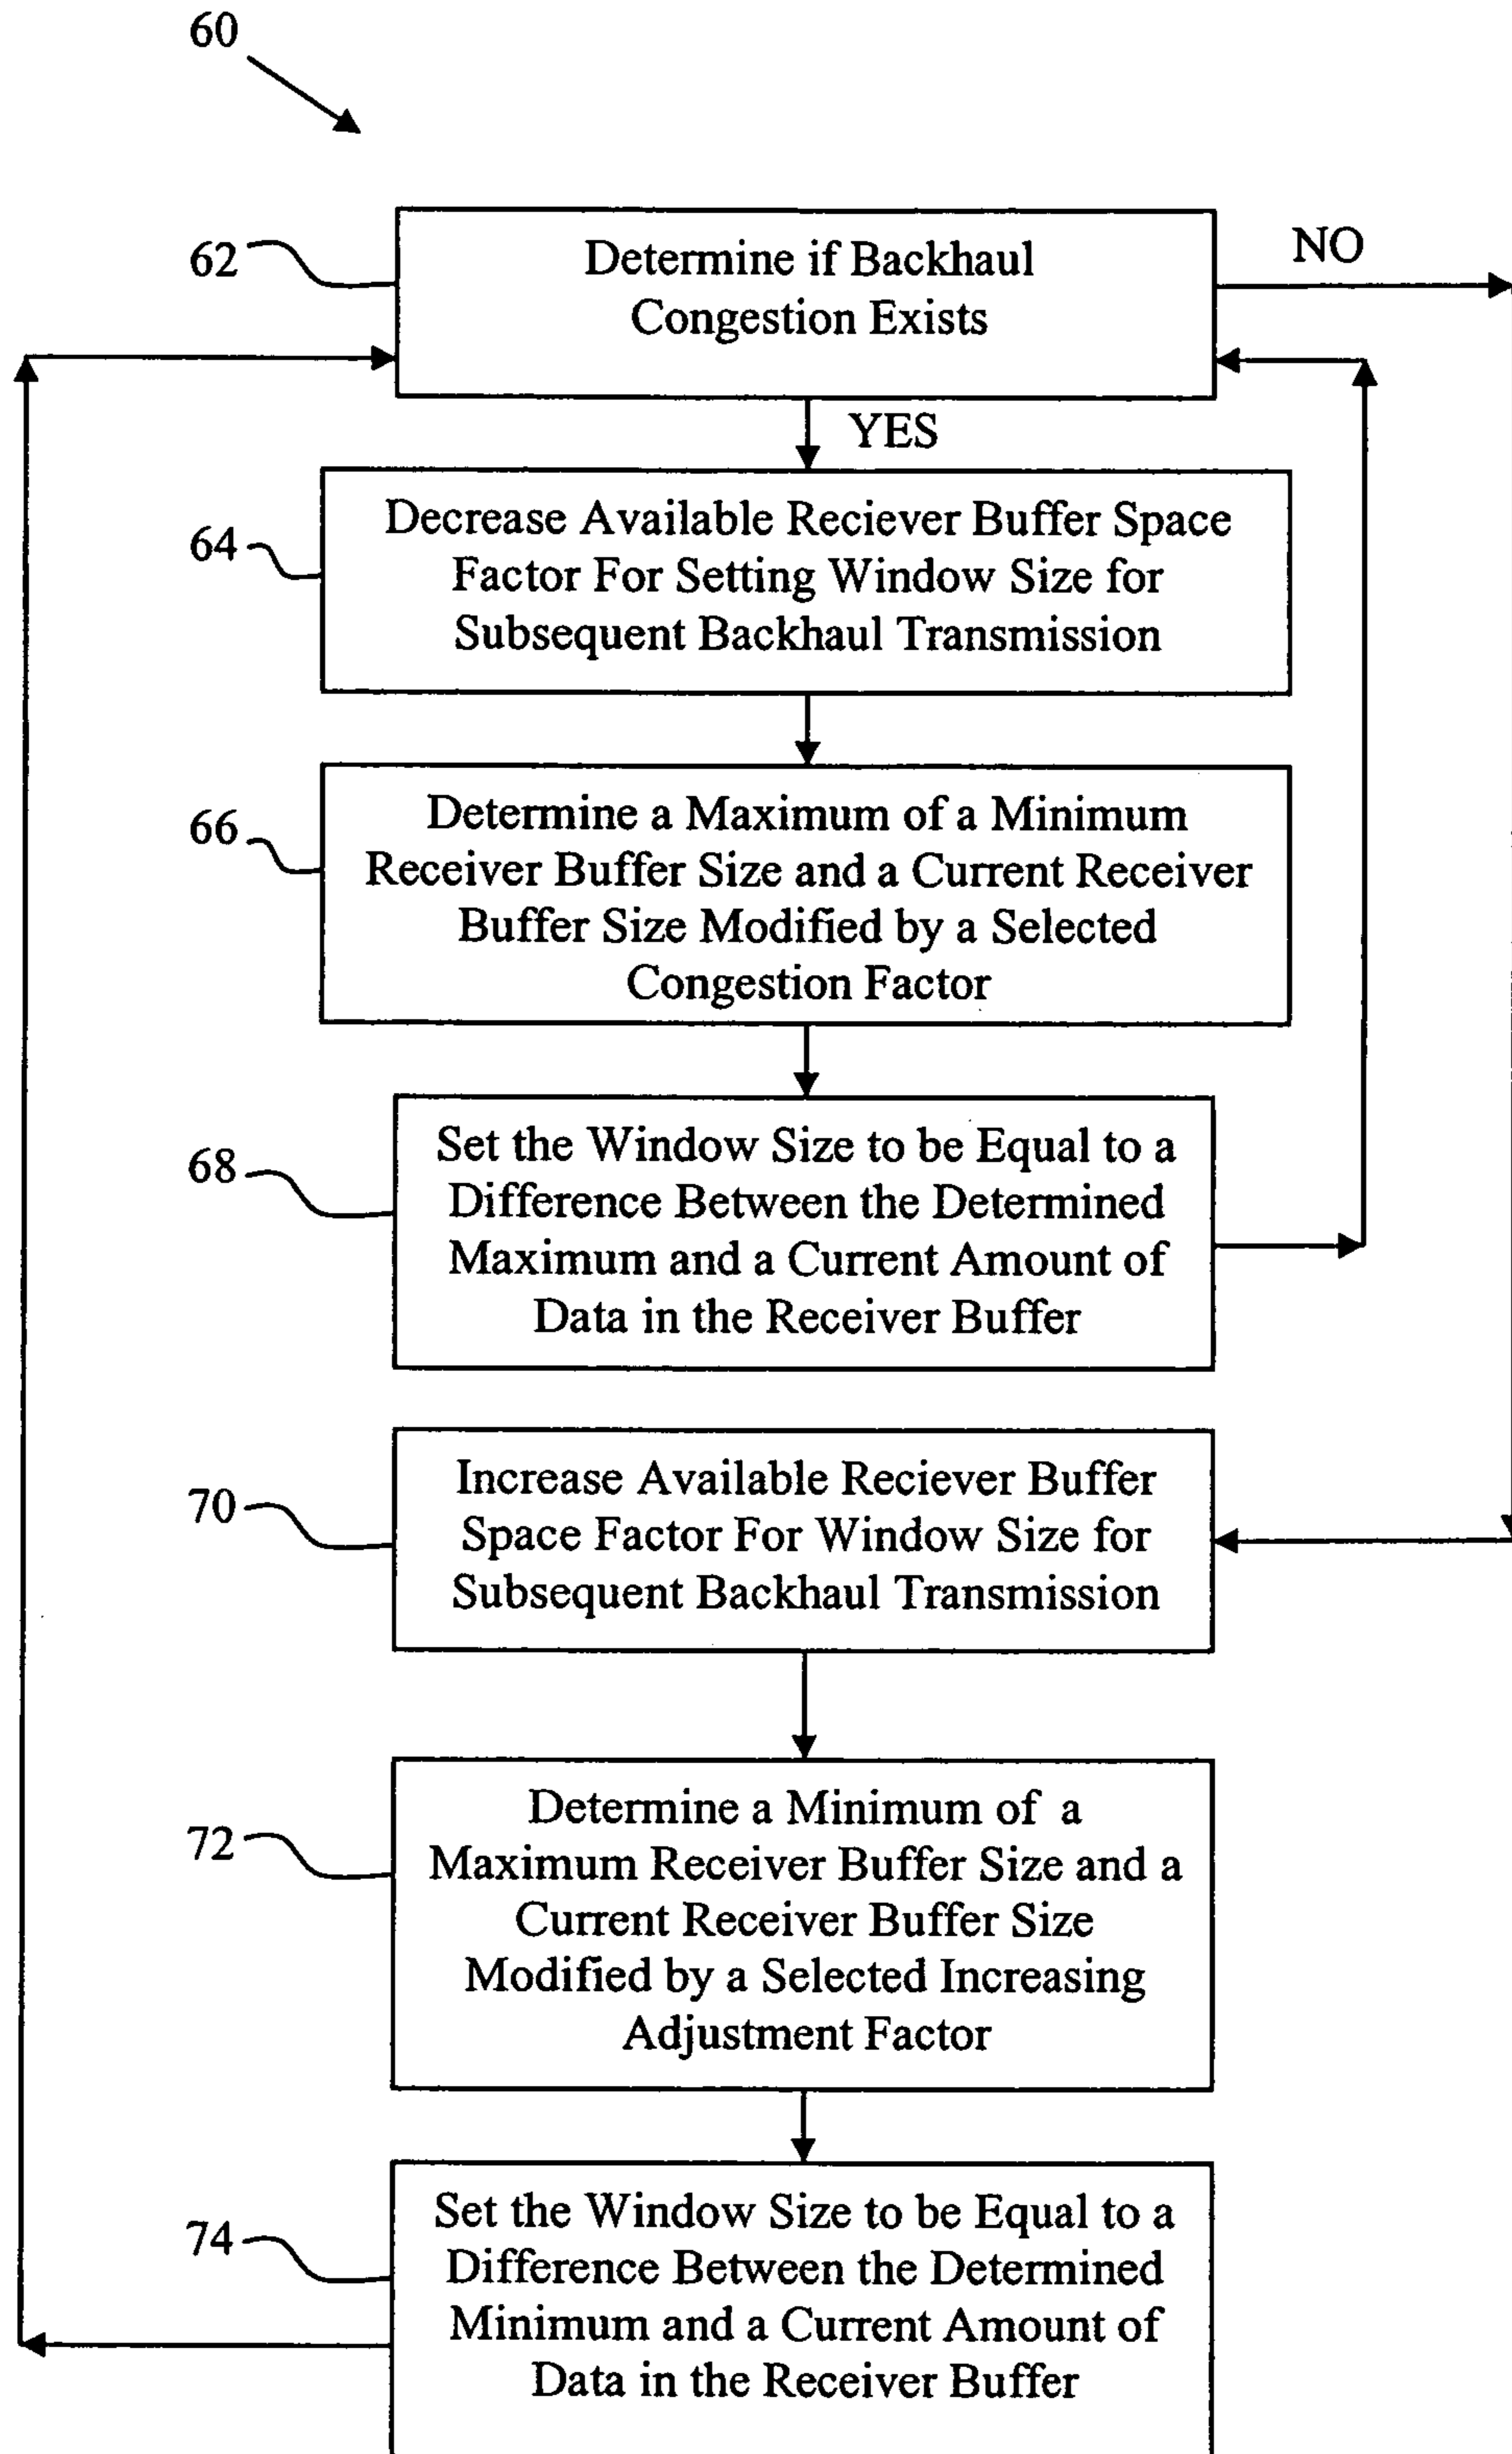 60
62
Determine if Backhaul
Congestion Exists
NO
YES
64
Decrease Available Reciever Buffer Space
Factor For Setting Window Size for
Subsequent Backhaul Transmission
66
Determine a Maximum of a Minimum
Receiver Buffer Size and a Current Receiver
Buffer Size Modified by a Selected
Congestion Factor
68
Set the Window Size to be Equal to a
Difference Between the Determined
Maximum and a Current Amount of
Data in the Receiver Buffer
70
Increase Available Reciever Buffer
Space Factor For Window Size for
Subsequent Backhaul Transmission
72
Determine a Minimum of a
Maximum Receiver Buffer Size and a
Current Receiver Buffer Size
Modified by a Selected Increasing
Adjustment Factor
74
Set the Window Size to be Equal to a
Difference Between the Determined
Minimum and a Current Amount of
Data in the Receiver Buffer